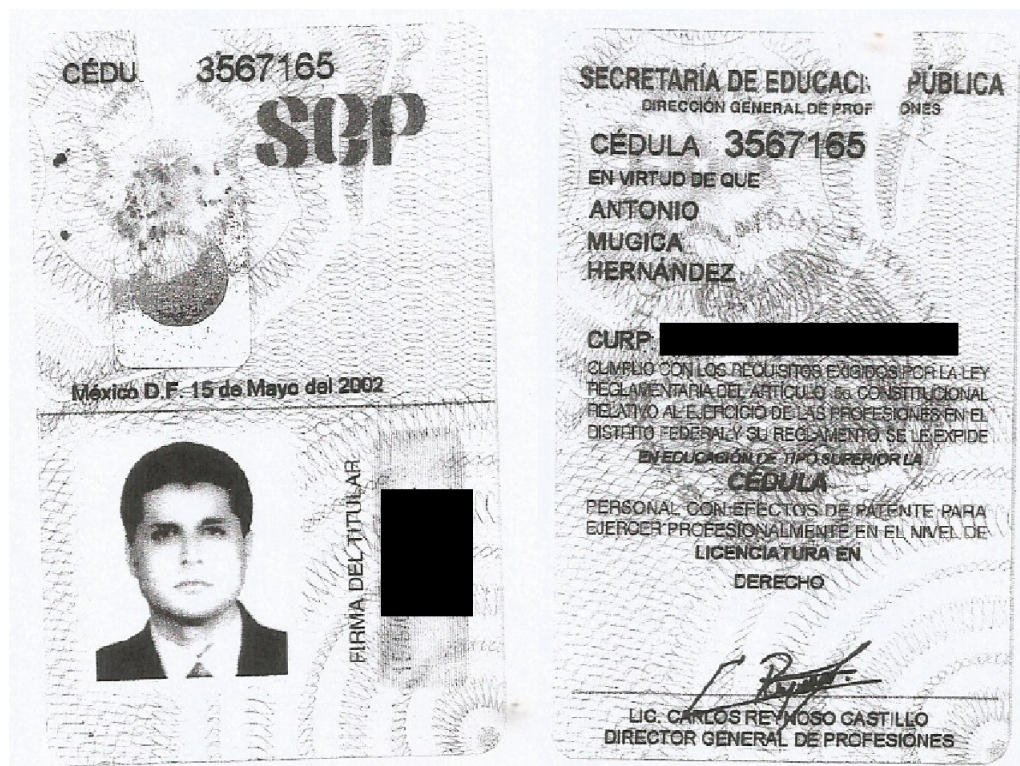 CÉDU 3567165
SEP
México D.F. 15 de Mayo del 2002
FIRMA DEL TITULAR
SECRETARÍA DE EDUCACI PÚBLICA
DIRECCIÓN GENERAL DE PROF ONES
CÉDULA 3567165
EN VIRTUD DE QUE
ANTONIO
MUGICA
HERNÁNDEZ
CURP:
CUMPLIO CON LOS REQUISITOS EXIGIDOS POR LA LEY
REGLAMENTARIA DEL ARTÍCULO 5o. CONSTITUCIONAL
RELATIVO AL EJERCICIO DE LAS PROFESIONES EN EL
DISTRITO FEDERAL Y SU REGLAMENTO, SE LE EXPIDE
EN EDUCACIÓN DE TIPO SUPERIOR LA
CÉDULA
PERSONAL CON EFECTOS DE PATENTE PARA
EJERCER PROFESIONALMENTE EN EL NIVEL DE
LICENCIATURA EN
DERECHO
LIC. CARLOS REYNOSO CASTILLO
DIRECTOR GENERAL DE PROFESIONES